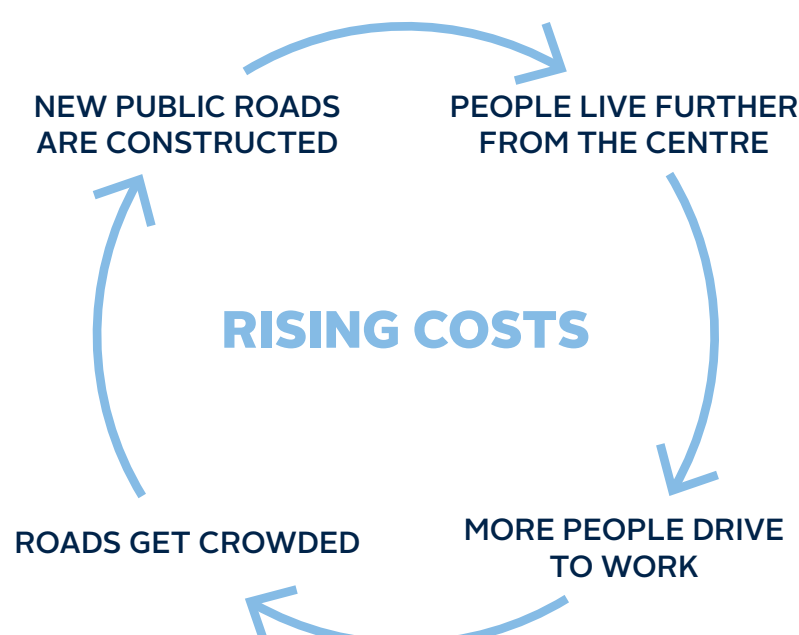 NEW PUBLIC ROADS
ARE CONSTRUCTED
PEOPLE LIVE FURTHER
FROM THE CENTRE
RISING COSTS
MORE PEOPLE DRIVE
TO WORK
ROADS GET CROWDED